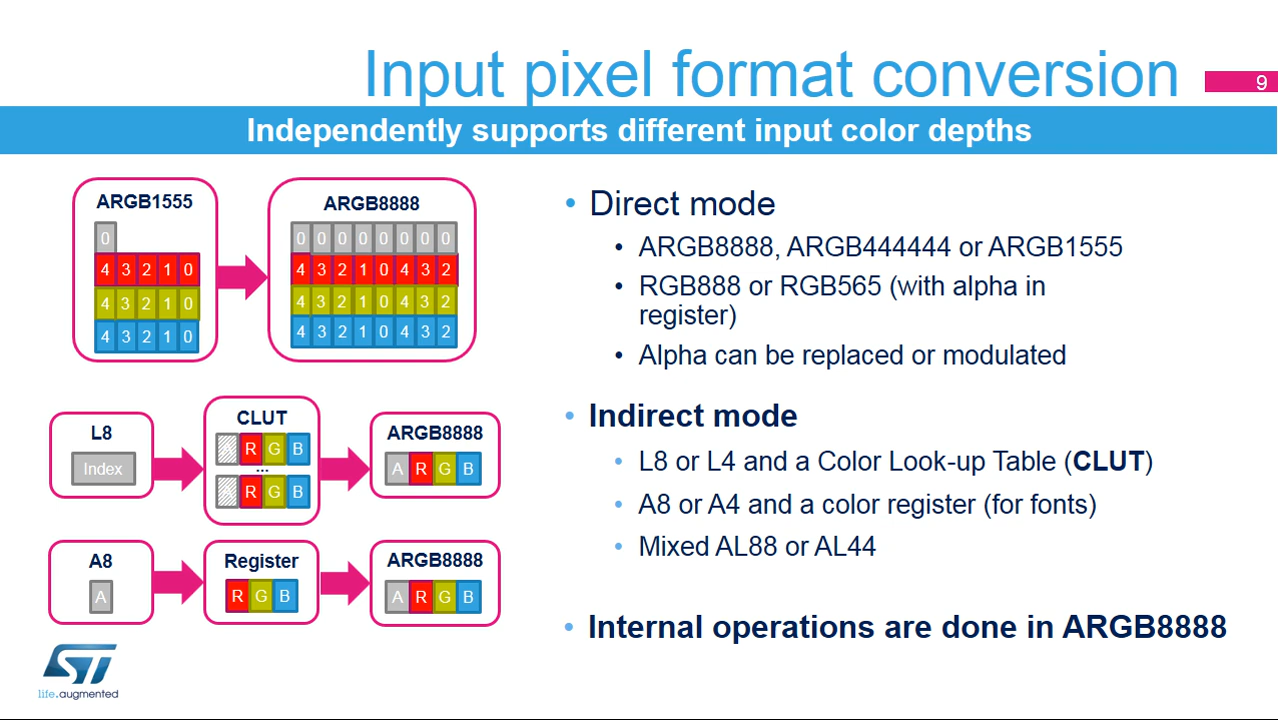 Input pixel format conversion
9
Independently supports different input color depths
ARGB1555
0
4 3 2 1 0
4 3 2 1 0
4 3 2 1 0
ARGB8888
0 0 0 0 0 0 0 0
4 3 2 1 0 4 3 2
4 3 2 1 0 4 3 2
4 3 2 1 0 4 3 2
L8
Index
CLUT
R G B
...
R G B
ARGB8888
A R G B
A8
A
Register
R G B
ARGB8888
A R G B
• Direct mode
• ARGB8888, ARGB444444 or ARGB1555
• RGB888 or RGB565 (with alpha in
register)
• Alpha can be replaced or modulated
• Indirect mode
• L8 or L4 and a Color Look-up Table (CLUT)
• A8 or A4 and a color register (for fonts)
• Mixed AL88 or AL44
• Internal operations are done in ARGB8888
ST
life.augmented